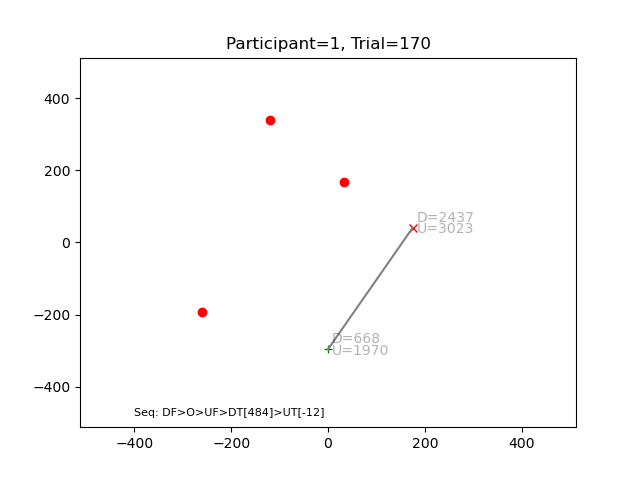 Participant=1, Trial=170
400
200
0
−200
−400
D=2437
U=3023
D=668
U=1970
Seq: DF>O>UF>DT[484]>UT[-12]
−400
−200
0
200
400